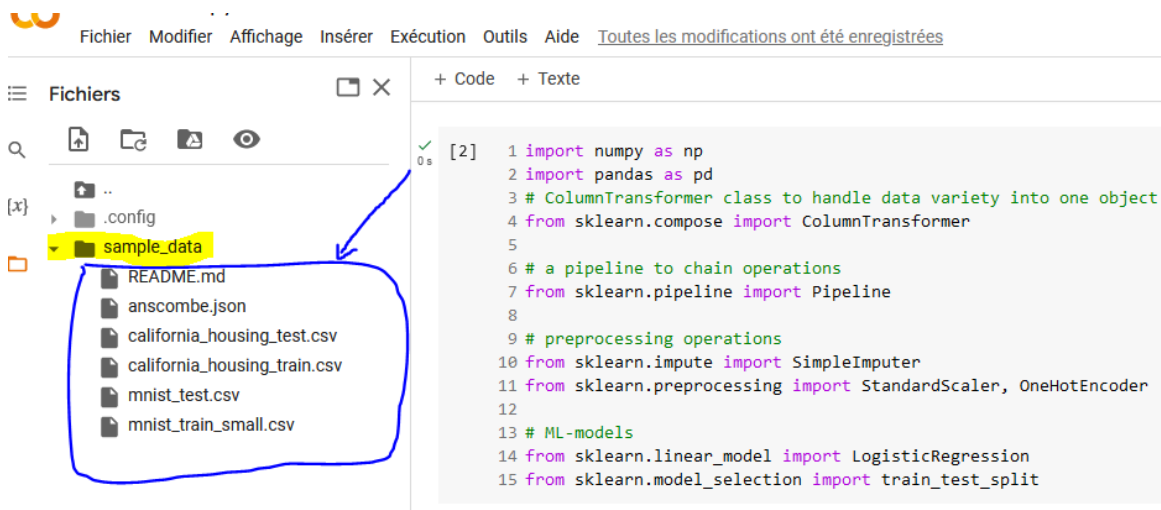 Fichier Modifier Affichage Insérer Exécution Outils Aide Toutes les modifications ont été enregistrées
Fichiers
+ Code + Texte
..
{x}
.config
sample_data
README.md
anscombe.json
california_housing_test.csv
california_housing_train.csv
mnist_test.csv
mnist_train_small.csv
0 s
[2]
1 import numpy as np
2 import pandas as pd
3 # ColumnTransformer class to handle data variety into one object
4 from sklearn.compose import ColumnTransformer
5
6 # a pipeline to chain operations
7 from sklearn.pipeline import Pipeline
8
9 # preprocessing operations
10 from sklearn.impute import SimpleImputer
11 from sklearn.preprocessing import StandardScaler, OneHotEncoder
12
13 # ML-models
14 from sklearn.linear_model import LogisticRegression
15 from sklearn.model_selection import train_test_split